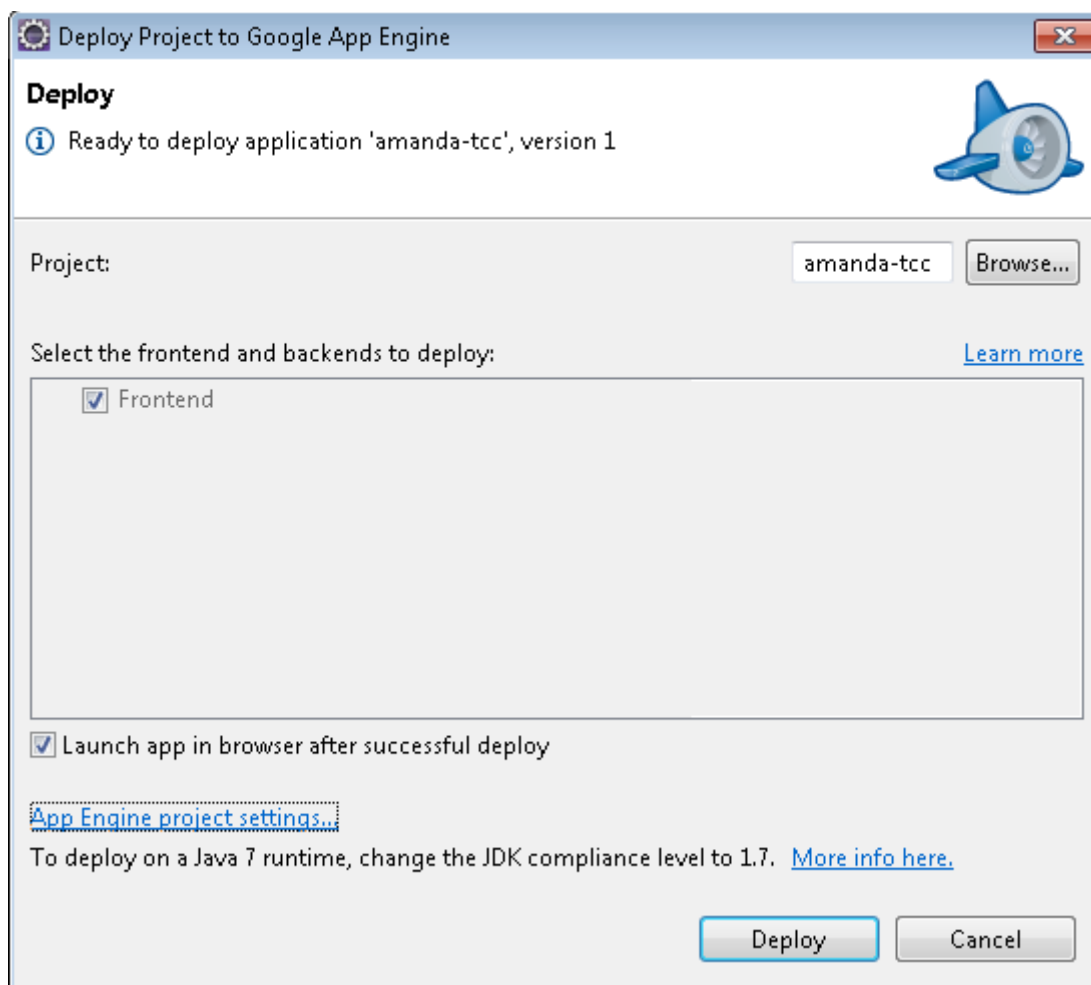 Deploy Project to Google App Engine
Deploy
Ready to deploy application 'amanda-tcc', version 1
Project: amanda-tcc Browse...
Select the frontend and backends to deploy: Learn more
Frontend
Launch app in browser after successful deploy
App Engine project settings...
To deploy on a Java 7 runtime, change the JDK compliance level to 1.7. More info here.
Deploy Cancel